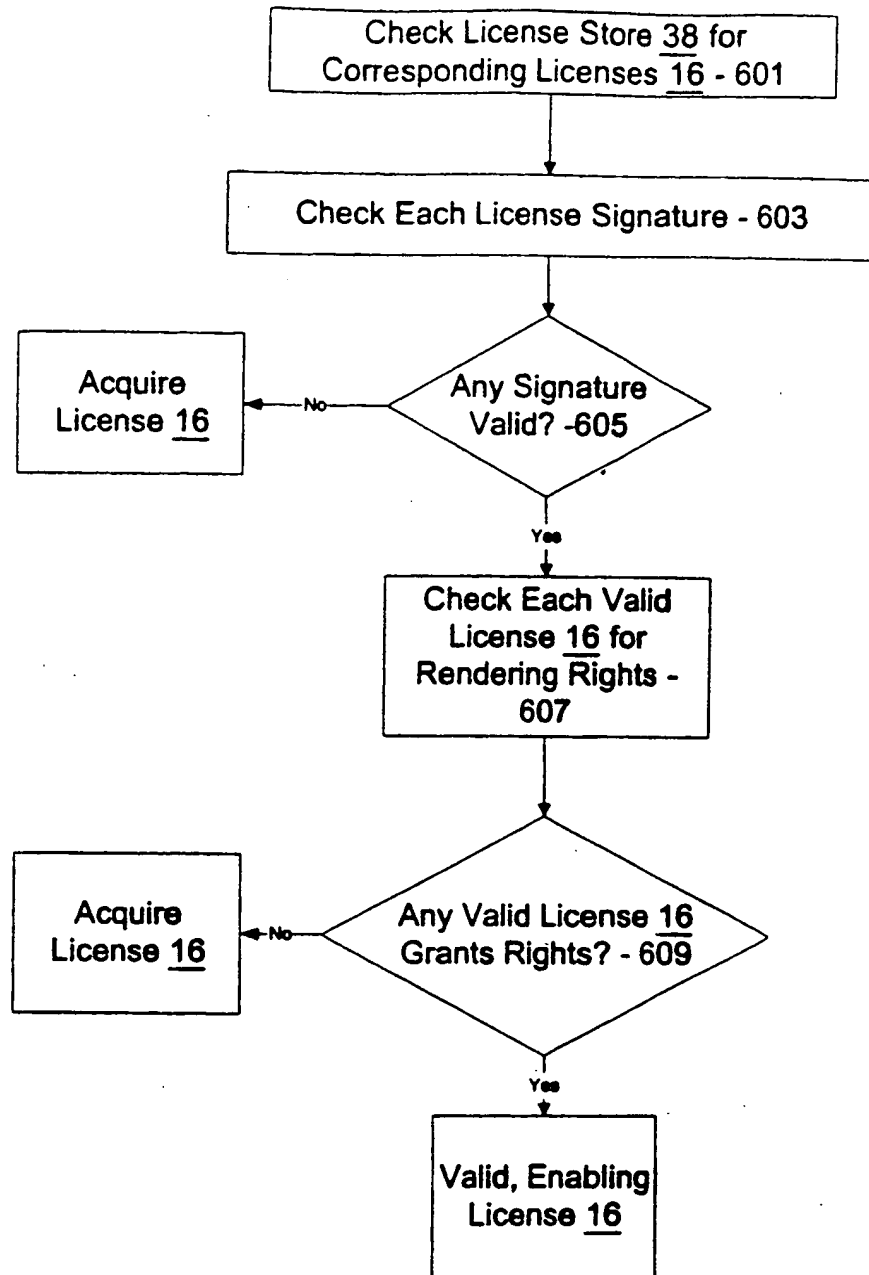 Check License Store 38 for
Corresponding Licenses 16 - 601
Check Each License Signature - 603
Acquire
License 16
No
Any Signature
Valid? -605
Yes
Check Each Valid
License 16 for
Rendering Rights -
607
Acquire
License 16
No
Any Valid License 16
Grants Rights? - 609
Yes
Valid, Enabling
License 16